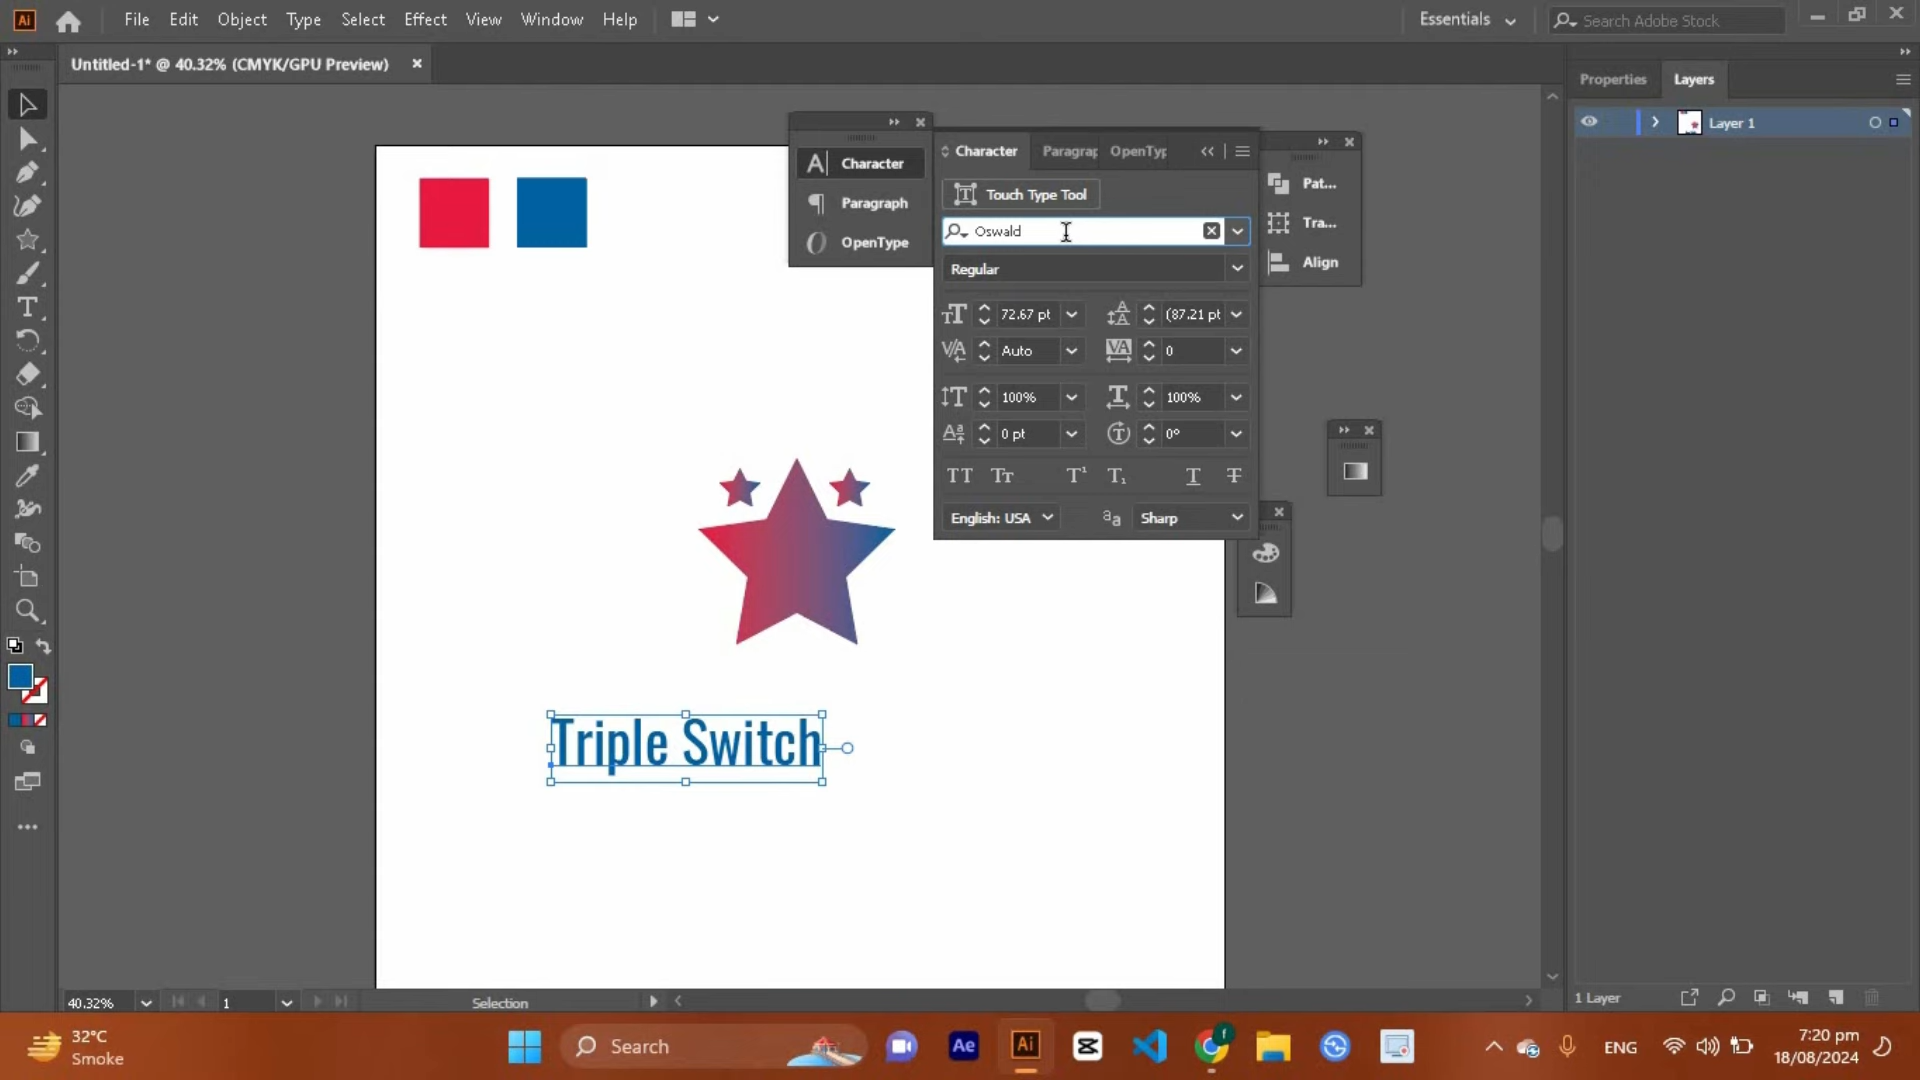 Ai File Edit Object Type Select Effect View Window Help Essentials Search Adobe Stock
Untitled-1* @ 40.32% (CMYK/GPU Preview)
Properties Layers
Layer 1
Character
Paragraph
OpenType
Character Paragrap OpenTyp
Touch Type Tool
Oswald
Regular
72.67 pt (87.21 pt
Auto 0
100% 100%
0 pt 0°
English: USA Sharp
Pat...
Tra...
Align
Triple Switch
40.32% 1 Selection
1 Layer
32°C
Smoke
Search
Ae
Ai
ENG
7:20 pm
18/08/2024